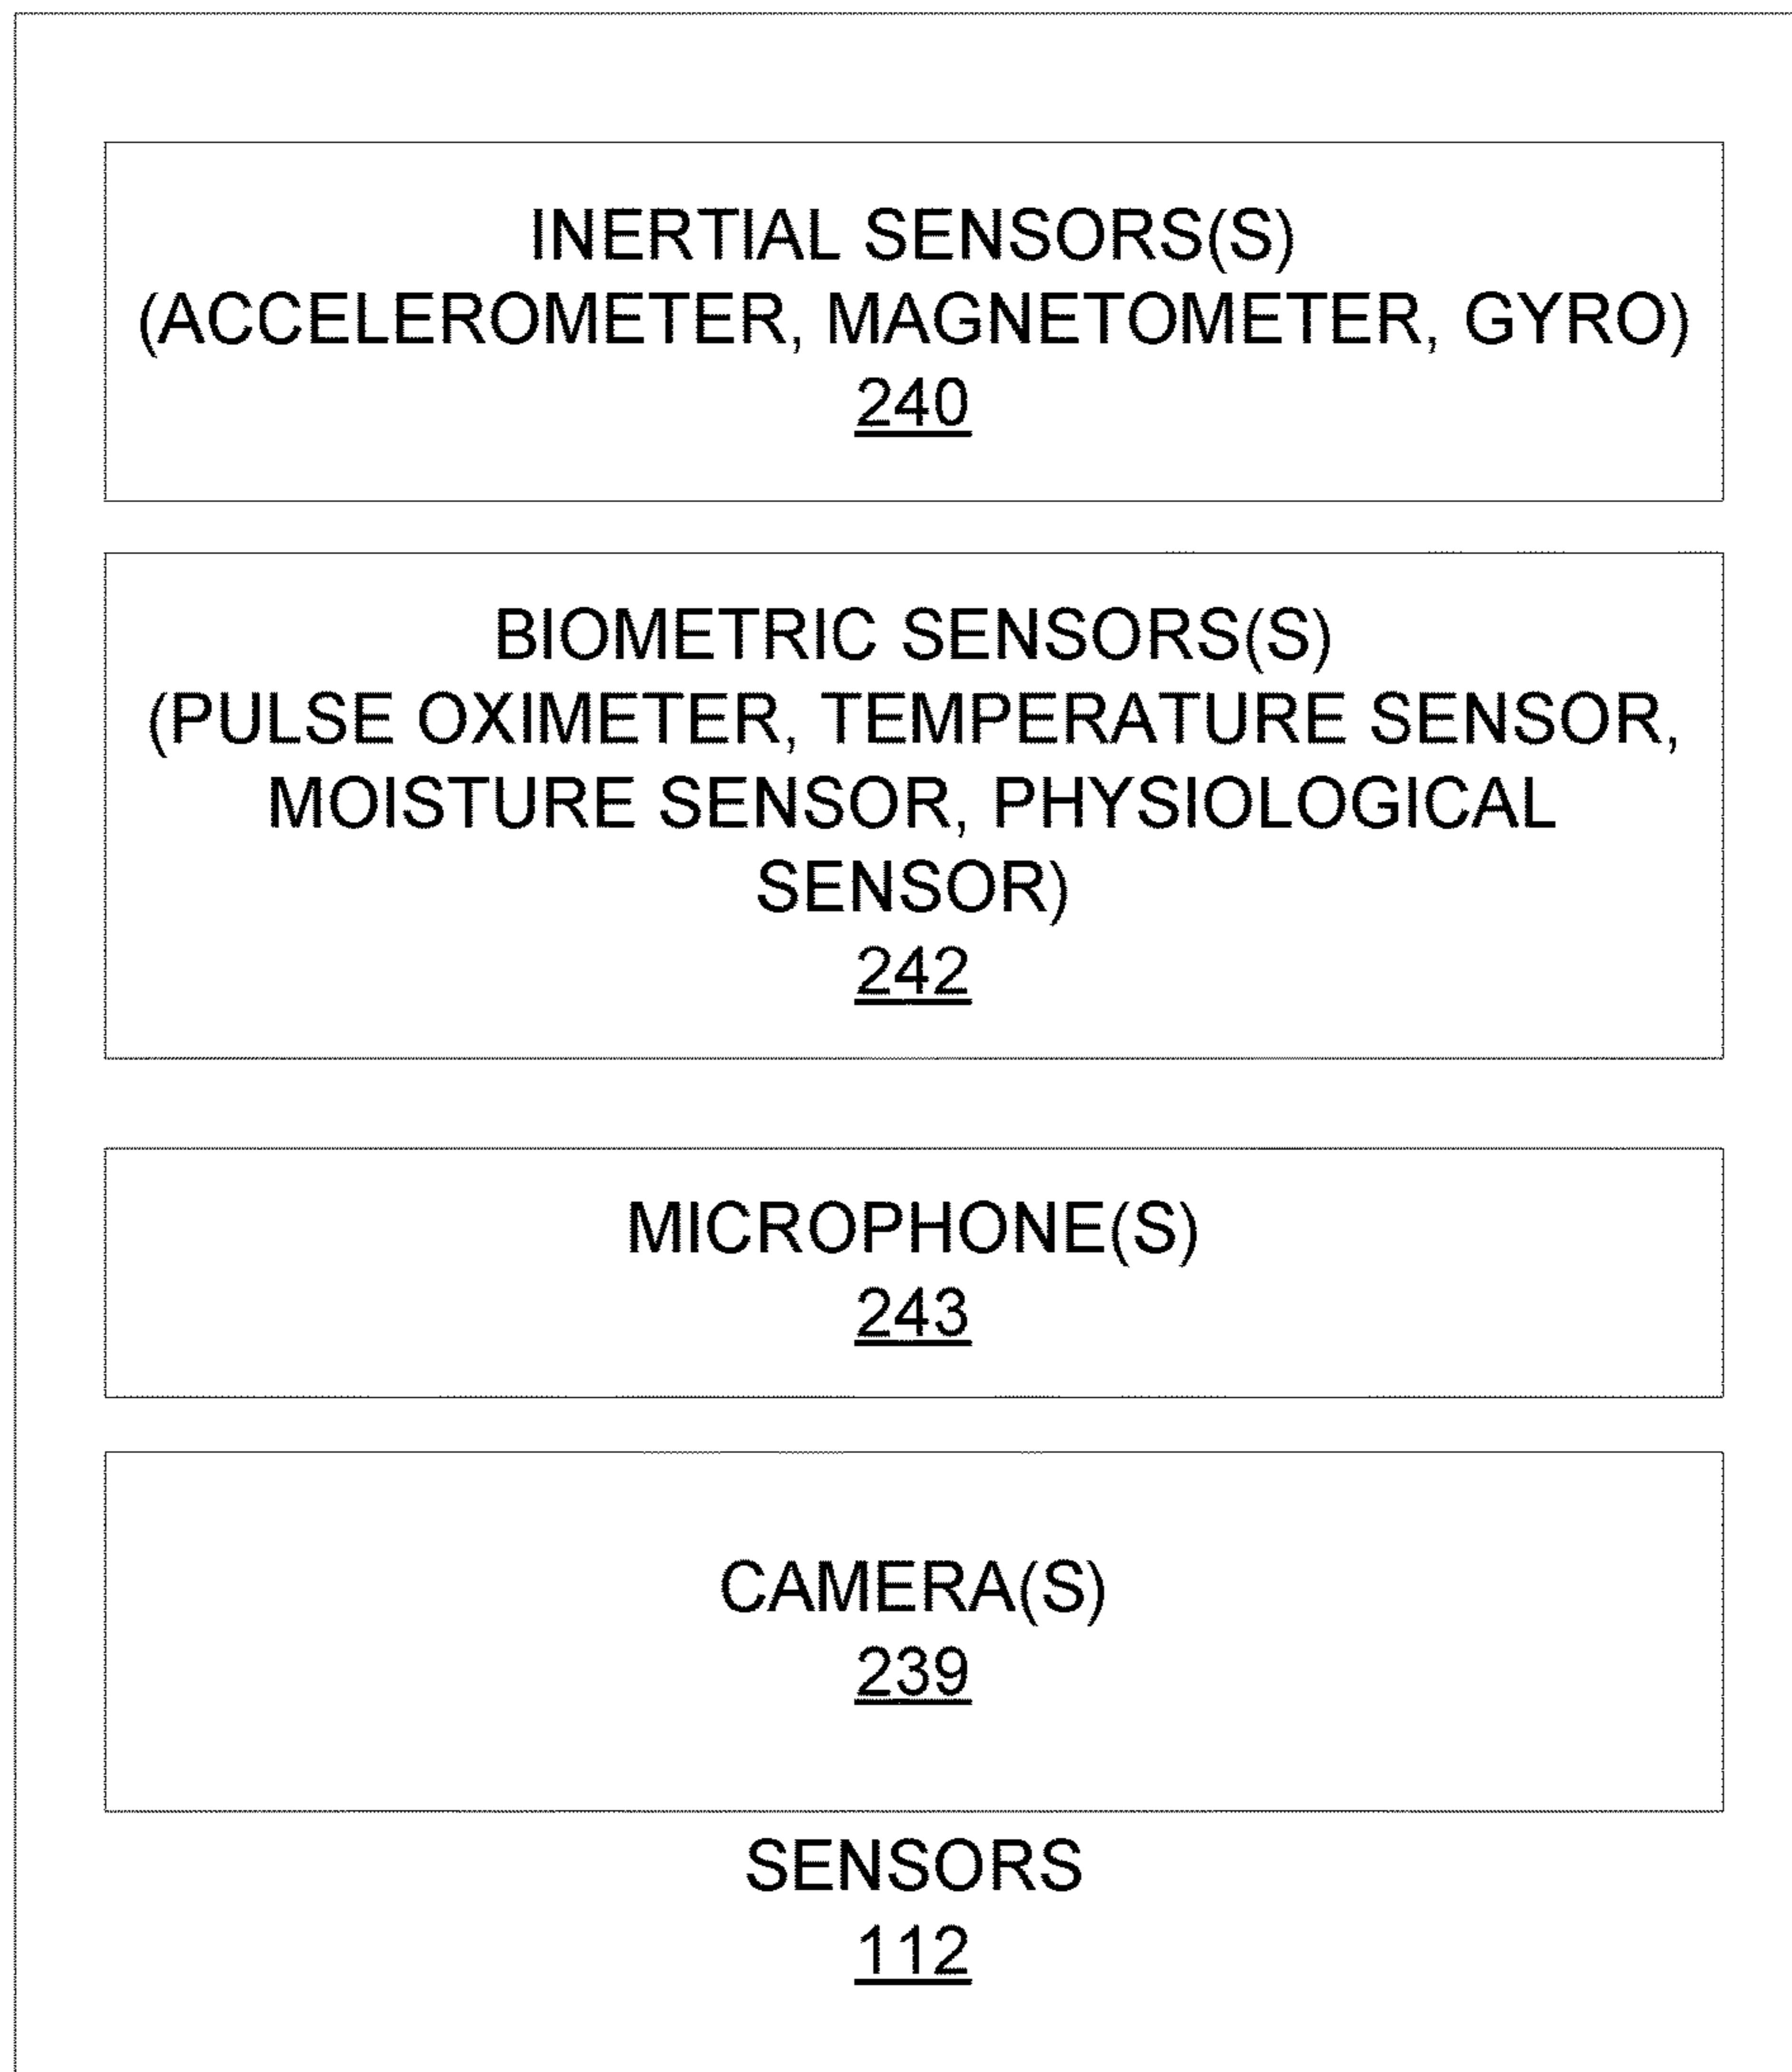 INERTIAL SENSORS(S)
(ACCELEROMETER, MAGNETOMETER, GYRO)
240
BIOMETRIC SENSORS(S)
(PULSE OXIMETER, TEMPERATURE SENSOR,
MOISTURE SENSOR, PHYSIOLOGICAL
SENSOR)
242
MICROPHONE(S)
243
CAMERA(S)
239
SENSORS
112